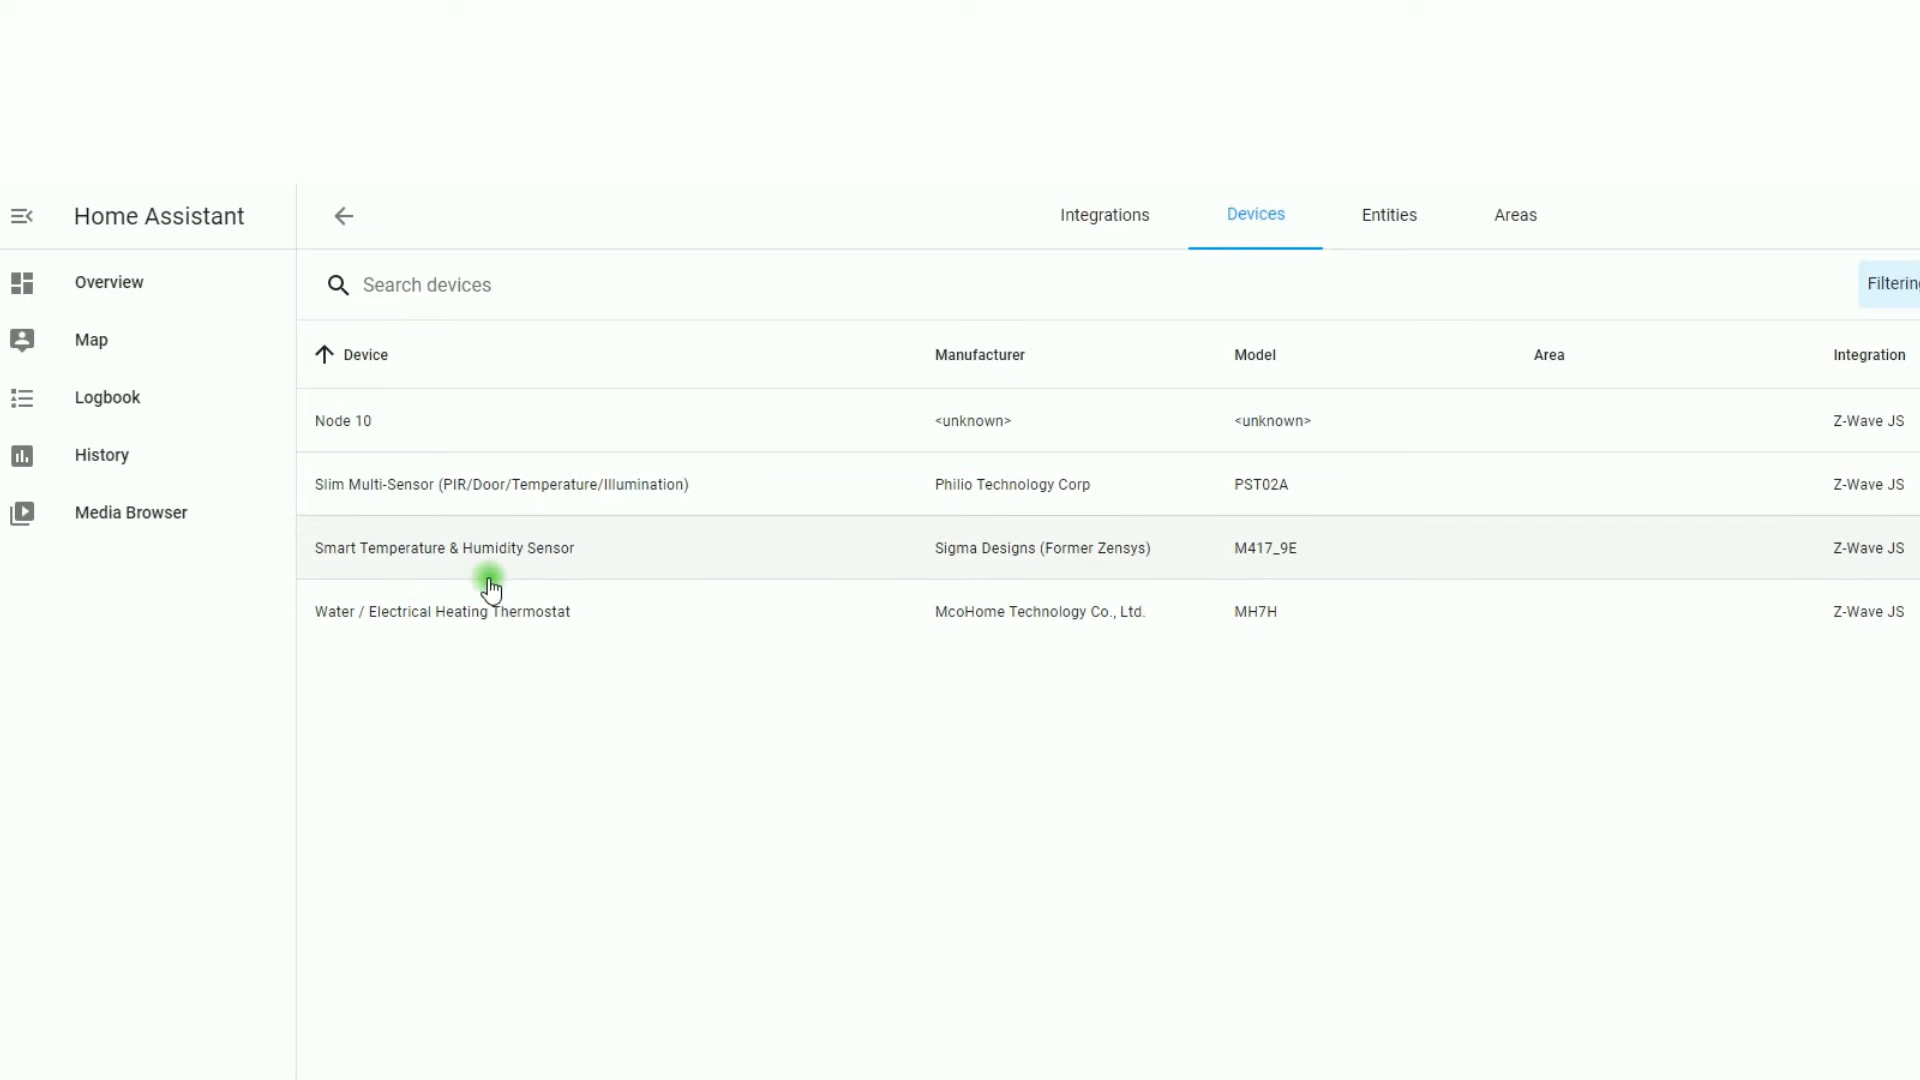 Home Assistant
Integrations Devices Entities Areas
Overview
Search devices
Filtering
Map
Device Manufacturer Model Area Integration
Logbook
Node 10 <unknown> <unknown> Z-Wave JS
History
Slim Multi-Sensor (PIR/Door/Temperature/Illumination) Philio Technology Corp PST02A Z-Wave JS
Media Browser
Smart Temperature & Humidity Sensor Sigma Designs (Former Zensys) M417_9E Z-Wave JS
Water / Electrical Heating Thermostat McoHome Technology Co., Ltd. MH7H Z-Wave JS